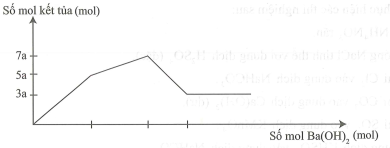 Số mol kết tủa (mol)
7a
5a
3a
Số mol Ba(OH)₂ (mol)